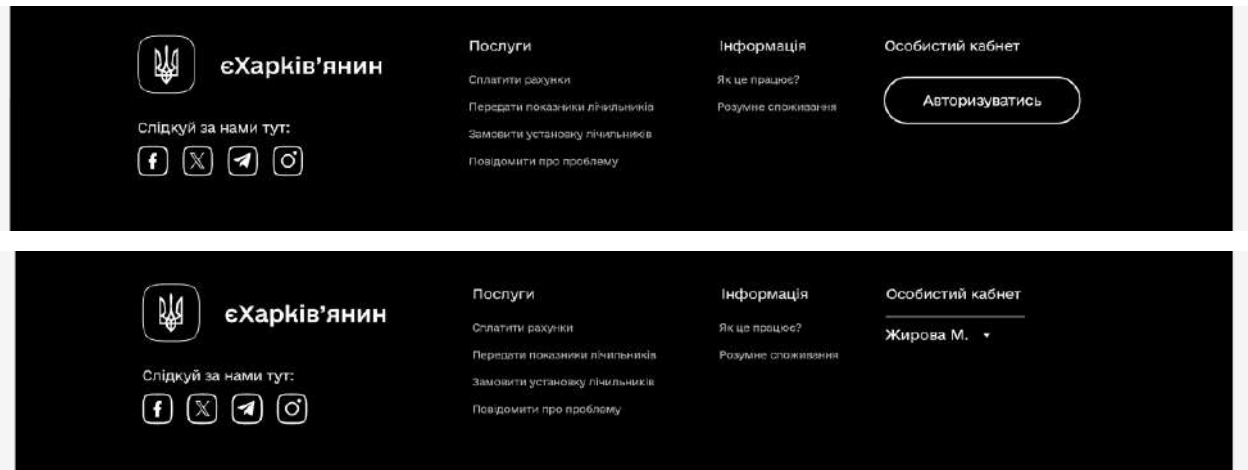 єХарків’янин
Слідкуй за нами тут:
Послуги
Сплатити рахунки
Передати показники лічильників
Замовити установку лічильників
Повідомити про проблему
Інформація
Як це працює?
Розумне споживання
Особистий кабнет
Авторизуватись
єХарків’янин
Слідкуй за нами тут:
Послуги
Сплатити рахунки
Передати показники лічильників
Замовити установку лічильників
Повідомити про проблему
Інформація
Як це працює?
Розумне споживання
Особистий кабнет
Жирова М.